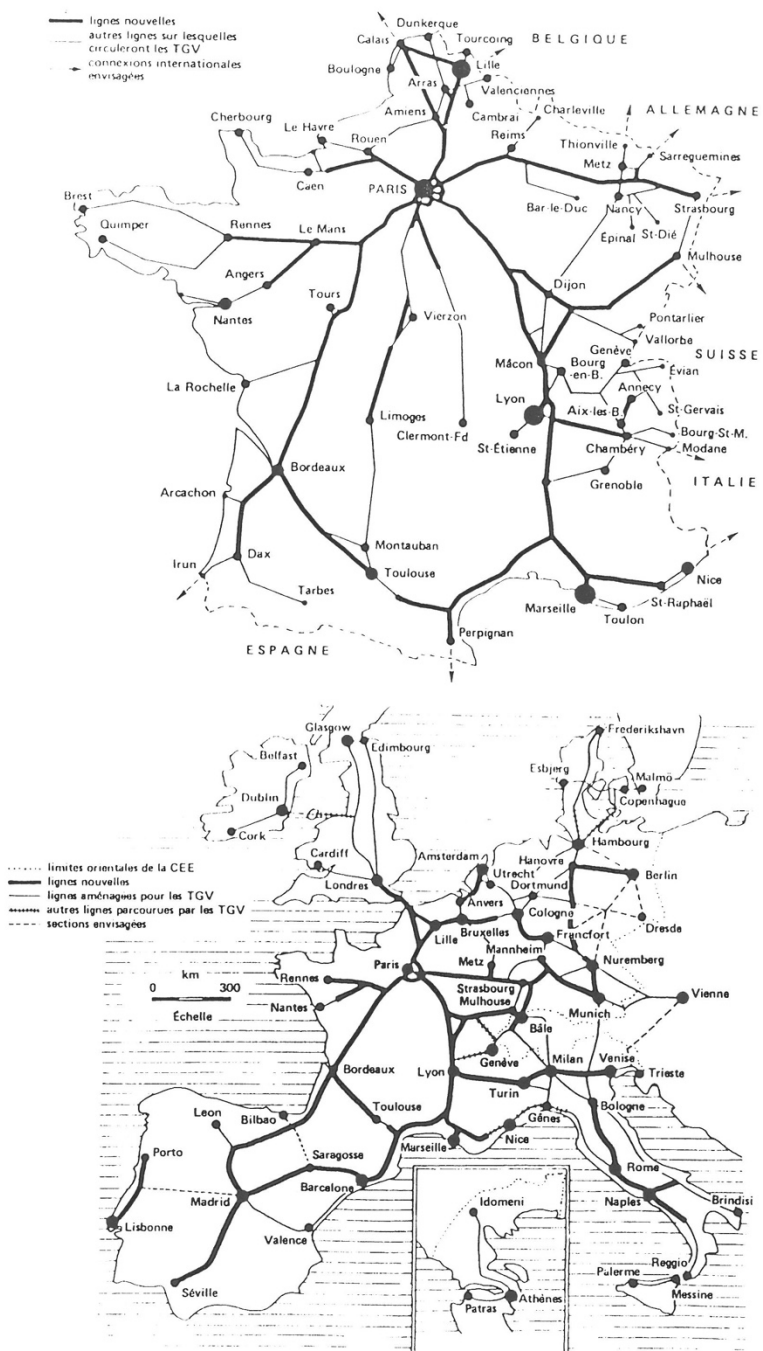 lignes nouvelles
autres lignes sur lesquelles
circuleront les TGV
connexions internationales
envisagées
Dunkerque
Calais
Tourcoing
BELGIQUE
Lille
Boulogne
Valenciennes
Arras
Cambrai
Charleville
Amiens
ALLEMAGNE
Cherbourg
Le Havre
Rouen
Reims
Thionville
Metz
Sarreguemines
Caen
PARIS
Brest
Bar-le-Duc
Nancy
Strasbourg
Quimper
Rennes
Le Mans
Épinal
St-Dié
Mulhouse
Angers
Tours
Dijon
Nantes
Vierzon
Pontarlier
Vallorbe
Genève
SUISSE
Mâcon
Bourg
en-B.
Évian
La Rochelle
Annecy
Lyon
Aix-les-B.
St-Gervais
Limoges
Clermont-Fd
St-Étienne
Bourg-St-M.
Chambéry
Modane
Bordeaux
Grenoble
ITALIE
Arcachon
Montauban
Irun
Dax
Toulouse
Nice
Tarbes
Marseille
St-Raphaël
Toulon
ESPAGNE
Perpignan
Glasgow
Edimbourg
Frederikshavn
Belfast
Esbjerg
Malmö
Dublin
Copenhague
Cork
Hambourg
Cardiff
Amsterdam
Hanovre
limites orientales de la CEE
Utrecht
Berlin
lignes nouvelles
Londres
Dortmund
lignes aménagées pour les TGV
Anvers
autres lignes parcourues par les TGV
Cologne
sections envisagées
Lille
Bruxelles
Dresde
Francfort
Mannheim
km
Paris
Metz
Nuremberg
Rennes
0
300
Strasbourg
Échelle
Mulhouse
Vienne
Nantes
Munich
Bâle
Genève
Milan
Venise
Bordeaux
Lyon
Trieste
Turin
Leon
Bilbao
Toulouse
Bologne
Gênes
Porto
Saragosse
Marseille
Nice
Rome
Madrid
Barcelone
Idomeni
Naples
Brindisi
Lisbonne
Valence
Reggio
Palerme
Séville
Patras
Athènes
Messine